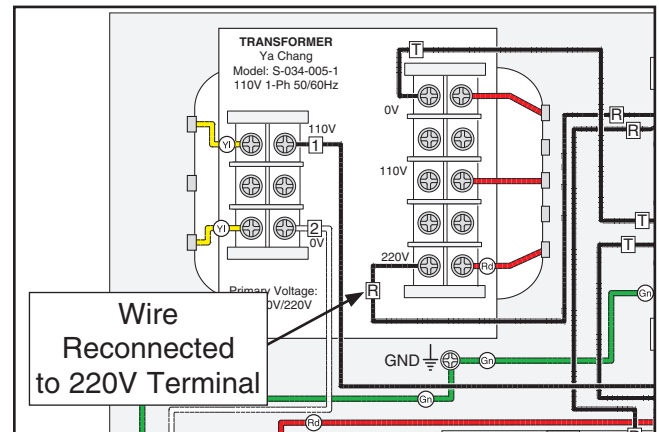 TRANSFORMER
Ya Chang
Model: S-034-005-1
110V 1-Ph 50/60Hz
T
0V
R
R
110V
Yl
1
110V
T
Yl
2
0V
T
220V
Rd
R
Gn
Primary Voltage:
0V/220V
Wire
Reconnected
to 220V Terminal
GND
Gn
Gn
Rd